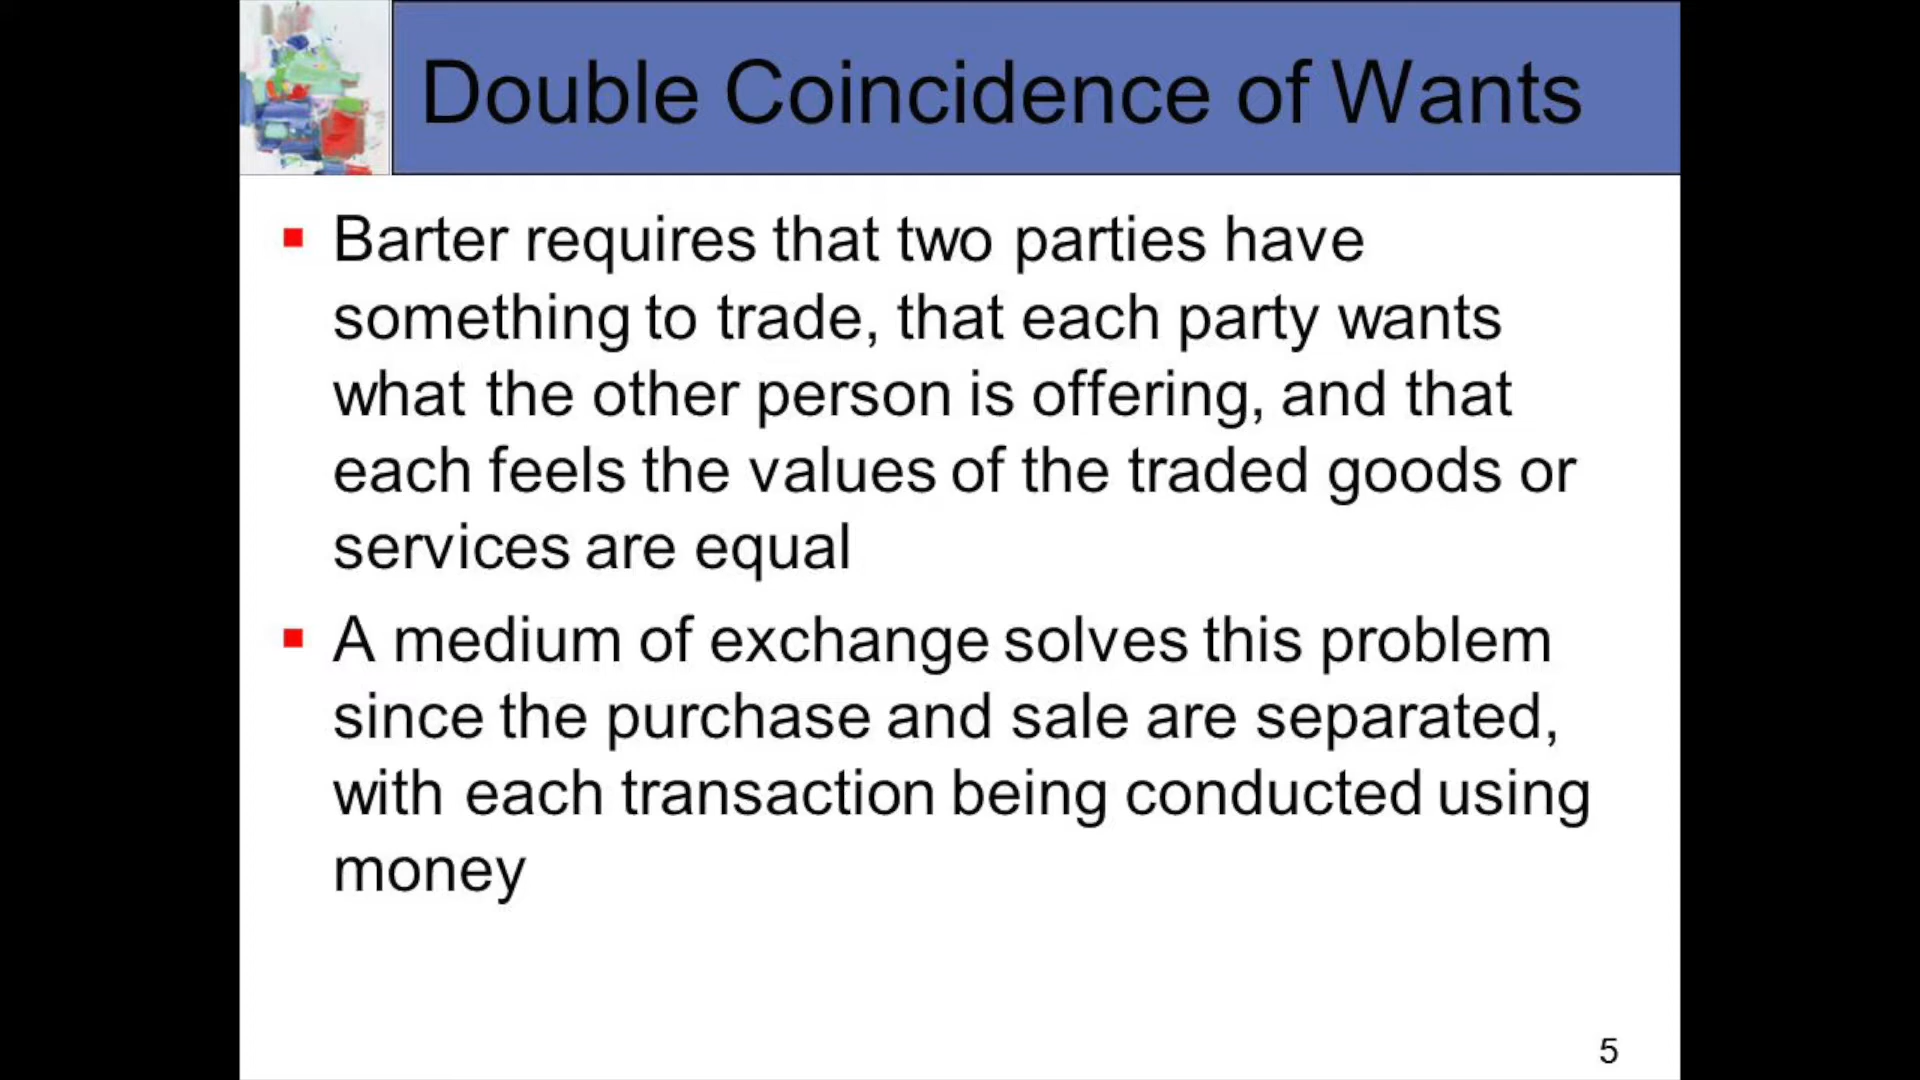 Double Coincidence of Wants
Barter requires that two parties have
something to trade, that each party wants
what the other person is offering, and that
each feels the values of the traded goods or
services are equal
A medium of exchange solves this problem
since the purchase and sale are separated,
with each transaction being conducted using
money
5